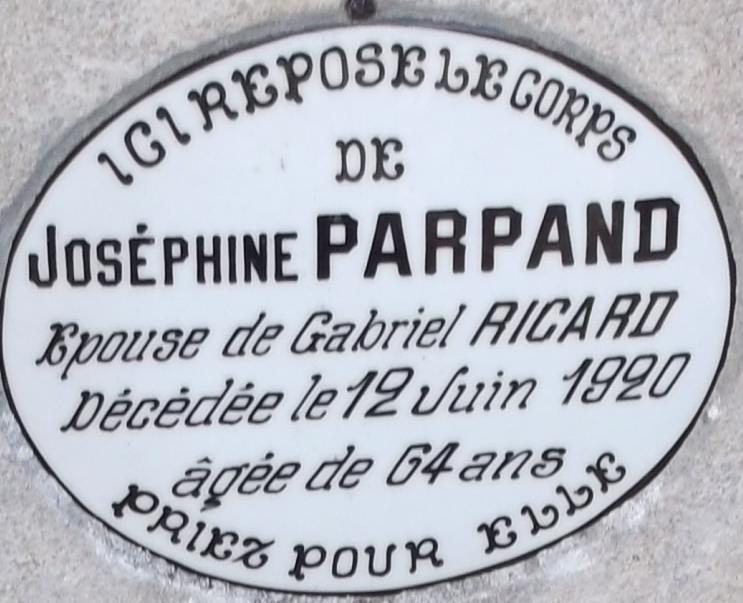 ICI REPOSE LE CORPS
DE
JOSÉPHINE PARPAND
Epouse de Gabriel RICARD
Décédée le 12 Juin 1920
âgée de 64 ans
PRIEZ POUR ELLE